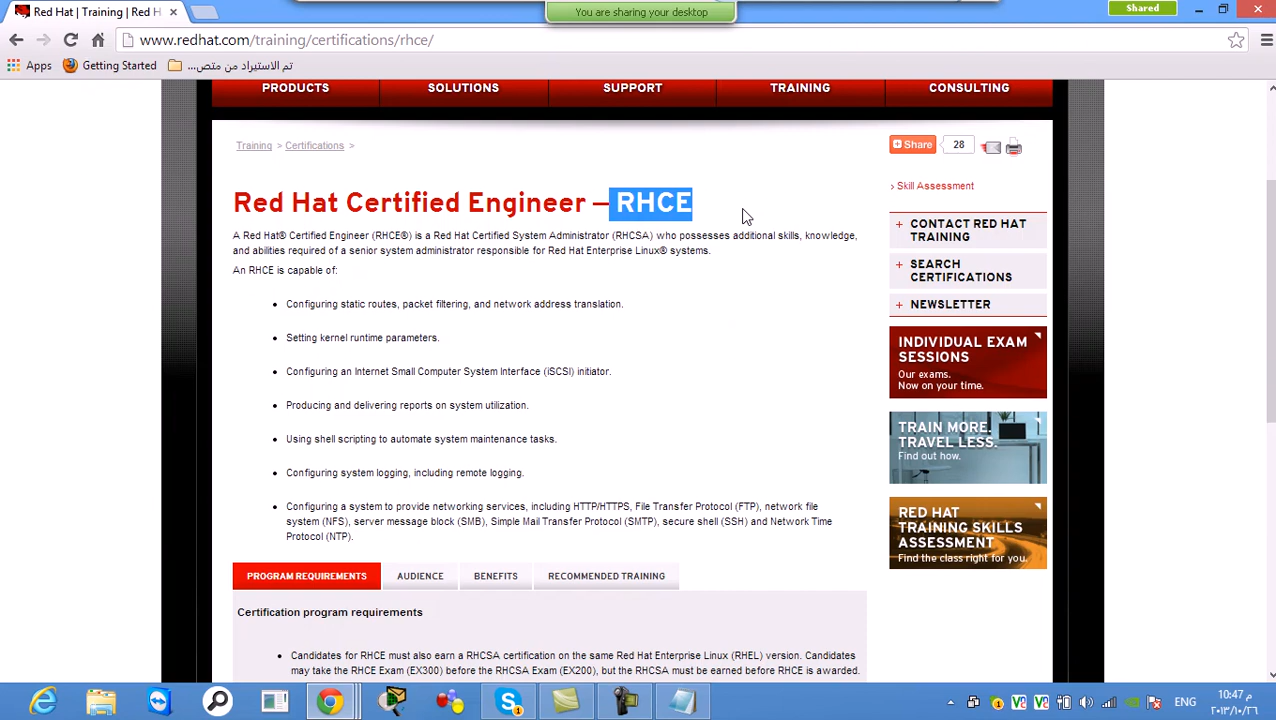 Red Hat | Training | Red H
You are sharing your desktop
Shared
www.redhat.com/training/certifications/rhce/
Apps
Getting Started
تم الاستيراد من متص...
PRODUCTS
SOLUTIONS
SUPPORT
TRAINING
CONSULTING
Training > Certifications >
Share
28
Red Hat Certified Engineer — RHCE
A Red Hat® Certified Engineer (RHCE®) is a Red Hat Certified System Administrator (RHCSA) who possesses additional skills, knowledge,
and abilities required of a senior system administrator responsible for Red Hat Enterprise Linux® systems.
An RHCE is capable of:
• Configuring static routes, packet filtering, and network address translation.
• Setting kernel runtime parameters.
• Configuring an Internet Small Computer System Interface (iSCSI) initiator.
• Producing and delivering reports on system utilization.
• Using shell scripting to automate system maintenance tasks.
• Configuring system logging, including remote logging.
• Configuring a system to provide networking services, including HTTP/HTTPS, File Transfer Protocol (FTP), network file
system (NFS), server message block (SMB), Simple Mail Transfer Protocol (SMTP), secure shell (SSH) and Network Time
Protocol (NTP).
PROGRAM REQUIREMENTS
AUDIENCE
BENEFITS
RECOMMENDED TRAINING
Certification program requirements
• Candidates for RHCE must also earn a RHCSA certification on the same Red Hat Enterprise Linux (RHEL) version. Candidates
may take the RHCE Exam (EX300) before the RHCSA Exam (EX200), but the RHCSA must be earned before RHCE is awarded.
› Skill Assessment
+ CONTACT RED HAT
TRAINING
+ SEARCH
CERTIFICATIONS
+ NEWSLETTER
INDIVIDUAL EXAM
SESSIONS
Our exams.
Now on your time.
TRAIN MORE.
TRAVEL LESS.
Find out how.
RED HAT
TRAINING SKILLS
ASSESSMENT
Find the class right for you.
ENG
10:47 م
٢٠١٣/١٠/٢٦